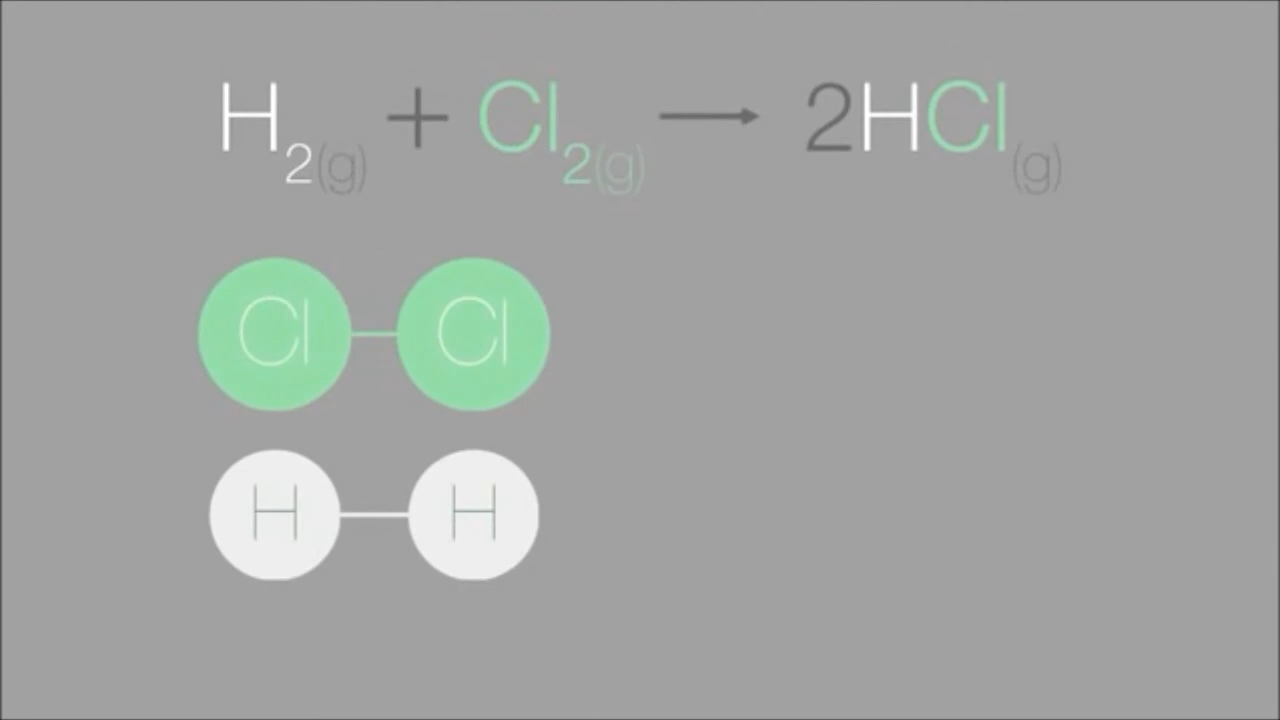 H₂(g) + Cl₂(g) → 2HCl(g)
Cl Cl
H H